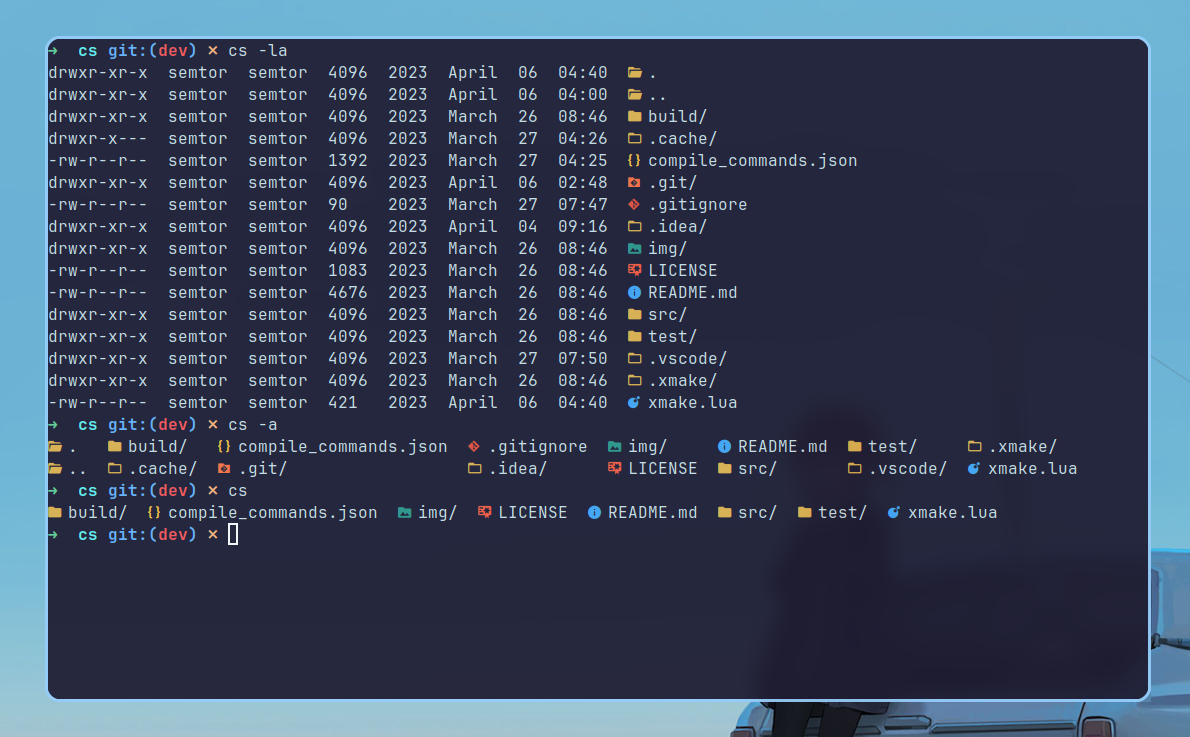 ➜ cs git:(dev) × cs -la
drwxr-xr-x semtor semtor 4096 2023 April 06 04:40 .
drwxr-xr-x semtor semtor 4096 2023 April 06 04:00 ..
drwxr-xr-x semtor semtor 4096 2023 March 26 08:46 build/
drwxr-x--- semtor semtor 4096 2023 March 27 04:26 .cache/
-rw-r--r-- semtor semtor 1392 2023 March 27 04:25 {} compile_commands.json
drwxr-xr-x semtor semtor 4096 2023 April 06 02:48 .git/
-rw-r--r-- semtor semtor 90 2023 March 27 07:47 .gitignore
drwxr-xr-x semtor semtor 4096 2023 April 04 09:16 .idea/
drwxr-xr-x semtor semtor 4096 2023 March 26 08:46 img/
-rw-r--r-- semtor semtor 1083 2023 March 26 08:46 LICENSE
-rw-r--r-- semtor semtor 4676 2023 March 26 08:46 README.md
drwxr-xr-x semtor semtor 4096 2023 March 26 08:46 src/
drwxr-xr-x semtor semtor 4096 2023 March 26 08:46 test/
drwxr-xr-x semtor semtor 4096 2023 March 27 07:50 .vscode/
drwxr-xr-x semtor semtor 4096 2023 March 26 08:46 .xmake/
-rw-r--r-- semtor semtor 421 2023 April 06 04:40 xmake.lua
➜ cs git:(dev) × cs -a
. build/ {} compile_commands.json .gitignore img/ README.md test/ .xmake/
.. .cache/ .git/ .idea/ LICENSE src/ .vscode/ xmake.lua
➜ cs git:(dev) × cs
build/ {} compile_commands.json img/ LICENSE README.md src/ test/ xmake.lua
➜ cs git:(dev) ×